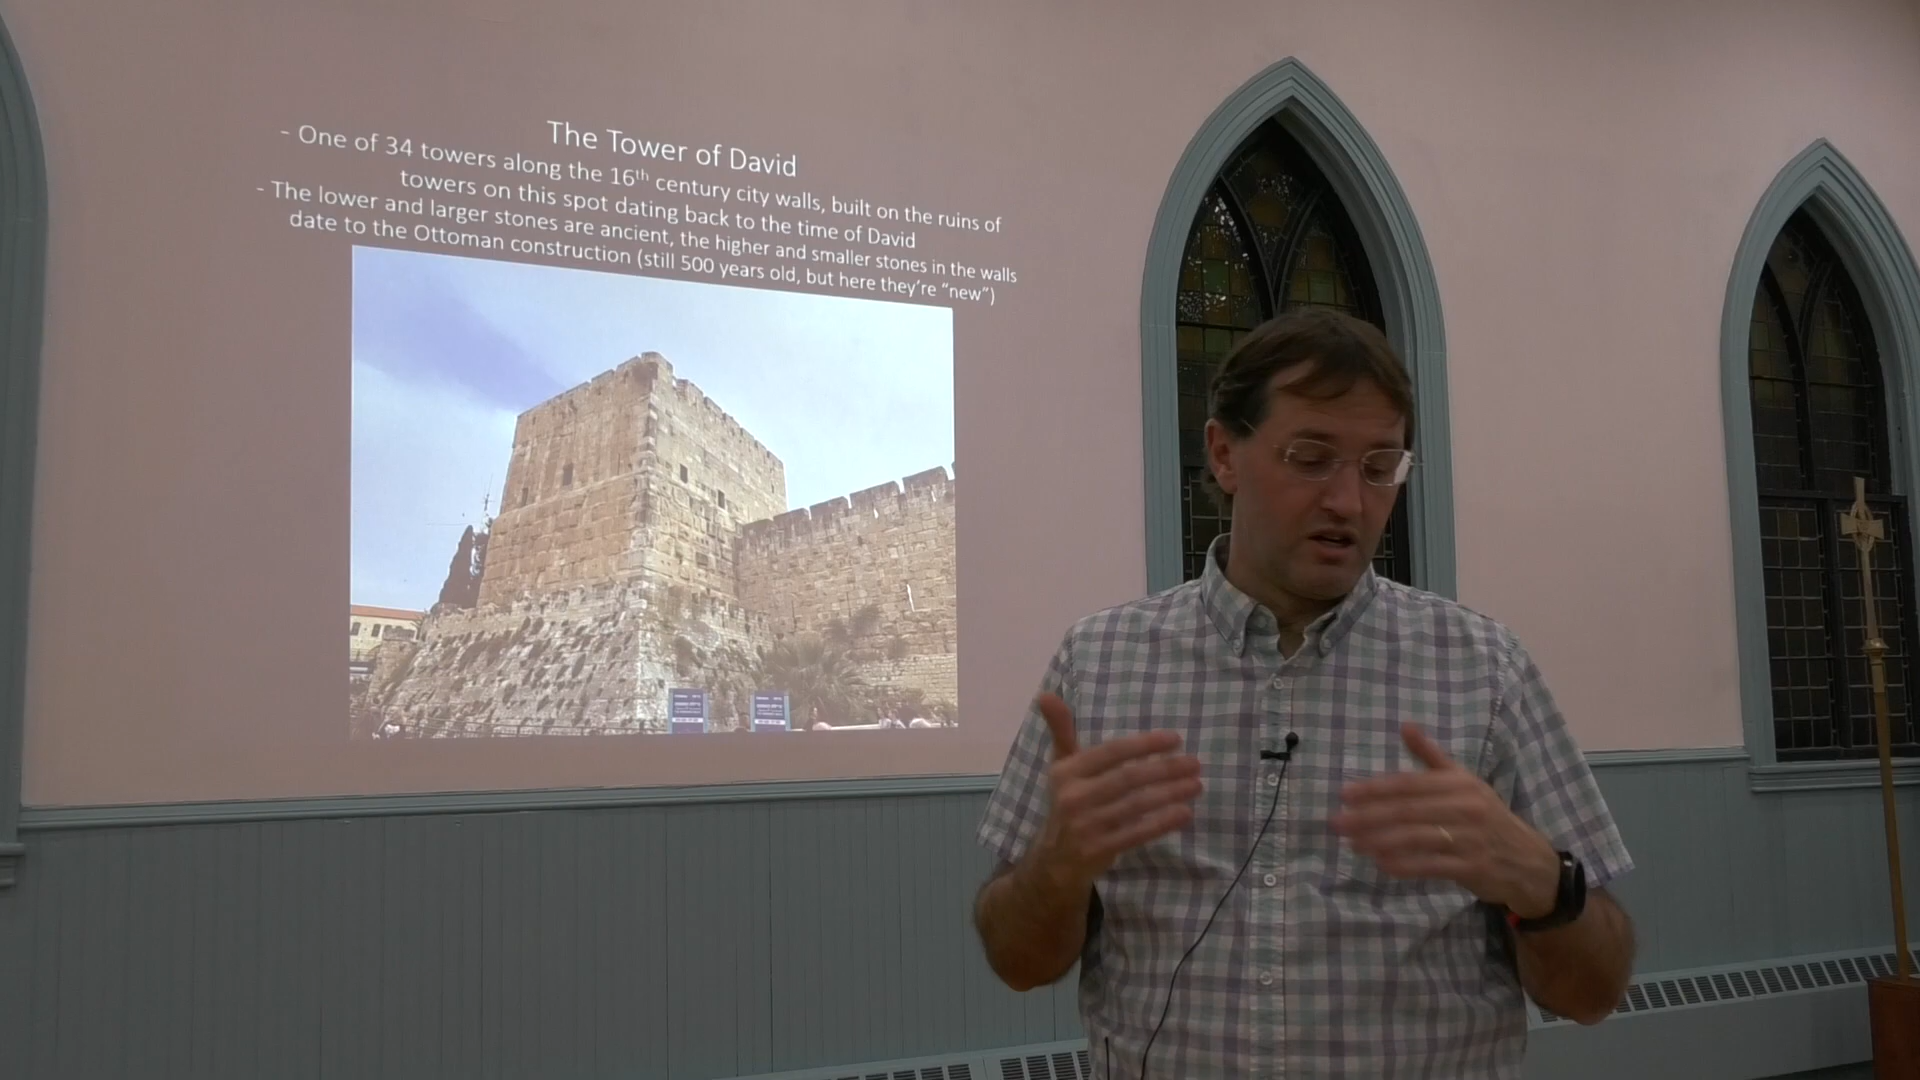 The Tower of David
- One of 34 towers along the 16th century city walls, built on the ruins of
towers on this spot dating back to the time of David
- The lower and larger stones are ancient, the higher and smaller stones in the walls
date to the Ottoman construction (still 500 years old, but here they’re “new”)